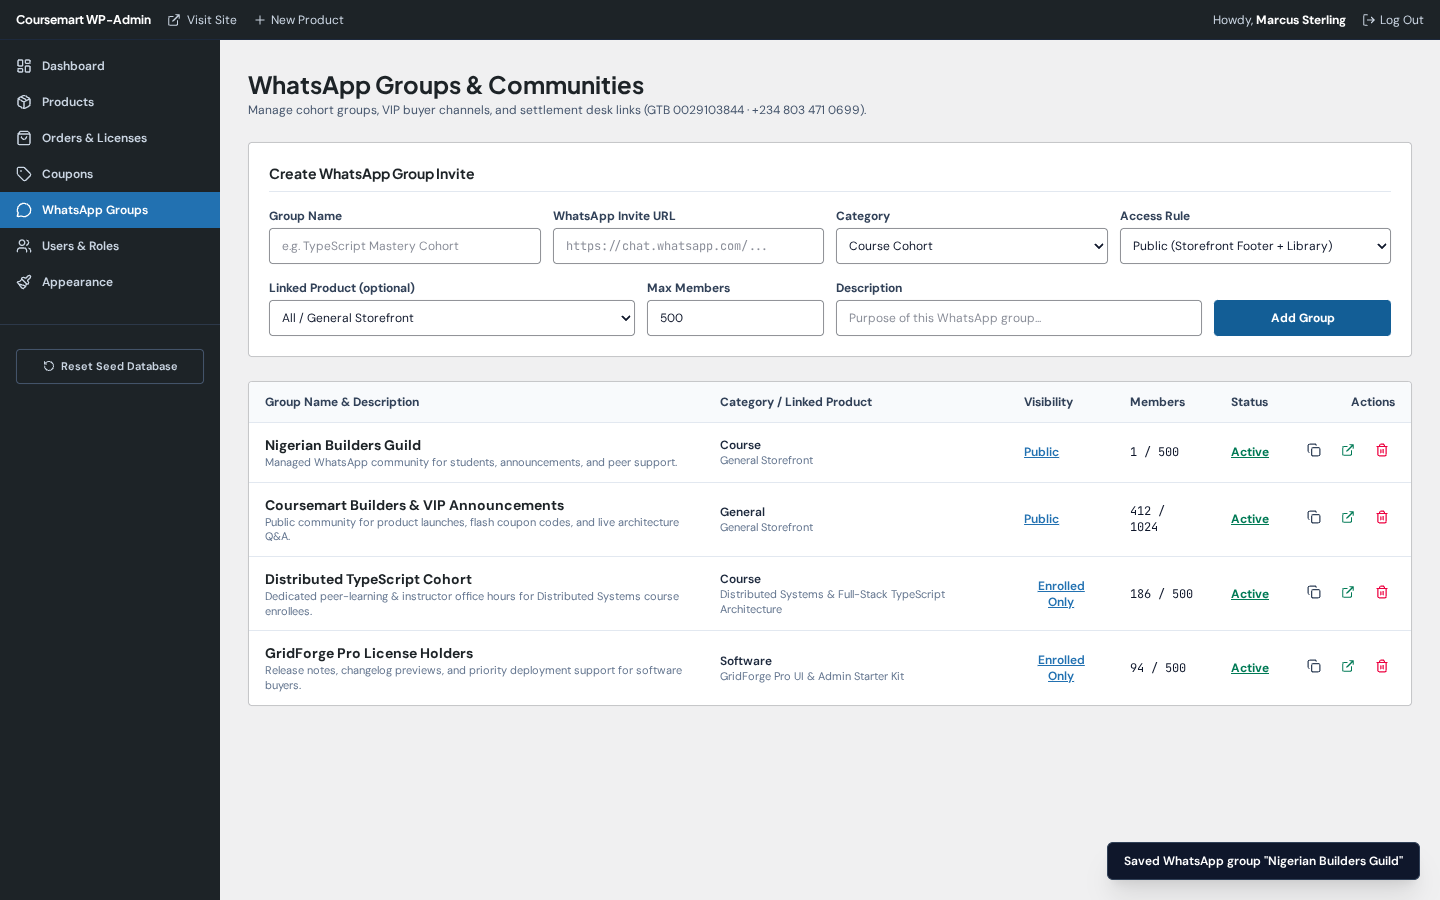 Coursemart WP-Admin
Visit Site
New Product
Howdy, Marcus Sterling
Log Out
Dashboard
Products
Orders & Licenses
Coupons
WhatsApp Groups
Users & Roles
Appearance
Reset Seed Database
WhatsApp Groups & Communities
Manage cohort groups, VIP buyer channels, and settlement desk links (GTB 0029103844 · +234 803 471 0699).
Create WhatsApp Group Invite
Group Name
WhatsApp Invite URL
Category
Access Rule
e.g. TypeScript Mastery Cohort
https://chat.whatsapp.com/...
Course Cohort
Public (Storefront Footer + Library)
Linked Product (optional)
Max Members
Description
All / General Storefront
500
Purpose of this WhatsApp group...
Add Group
Group Name & Description
Category / Linked Product
Visibility
Members
Status
Actions
Nigerian Builders Guild
Managed WhatsApp community for students, announcements, and peer support.
Course
General Storefront
Public
1 / 500
Active
Coursemart Builders & VIP Announcements
Public community for product launches, flash coupon codes, and live architecture
Q&A.
General
General Storefront
Public
412 /
1024
Active
Distributed TypeScript Cohort
Dedicated peer-learning & instructor office hours for Distributed Systems course
enrollees.
Course
Distributed Systems & Full-Stack TypeScript
Architecture
Enrolled
Only
186 / 500
Active
GridForge Pro License Holders
Release notes, changelog previews, and priority deployment support for software
buyers.
Software
GridForge Pro UI & Admin Starter Kit
Enrolled
Only
94 / 500
Active
Saved WhatsApp group "Nigerian Builders Guild"